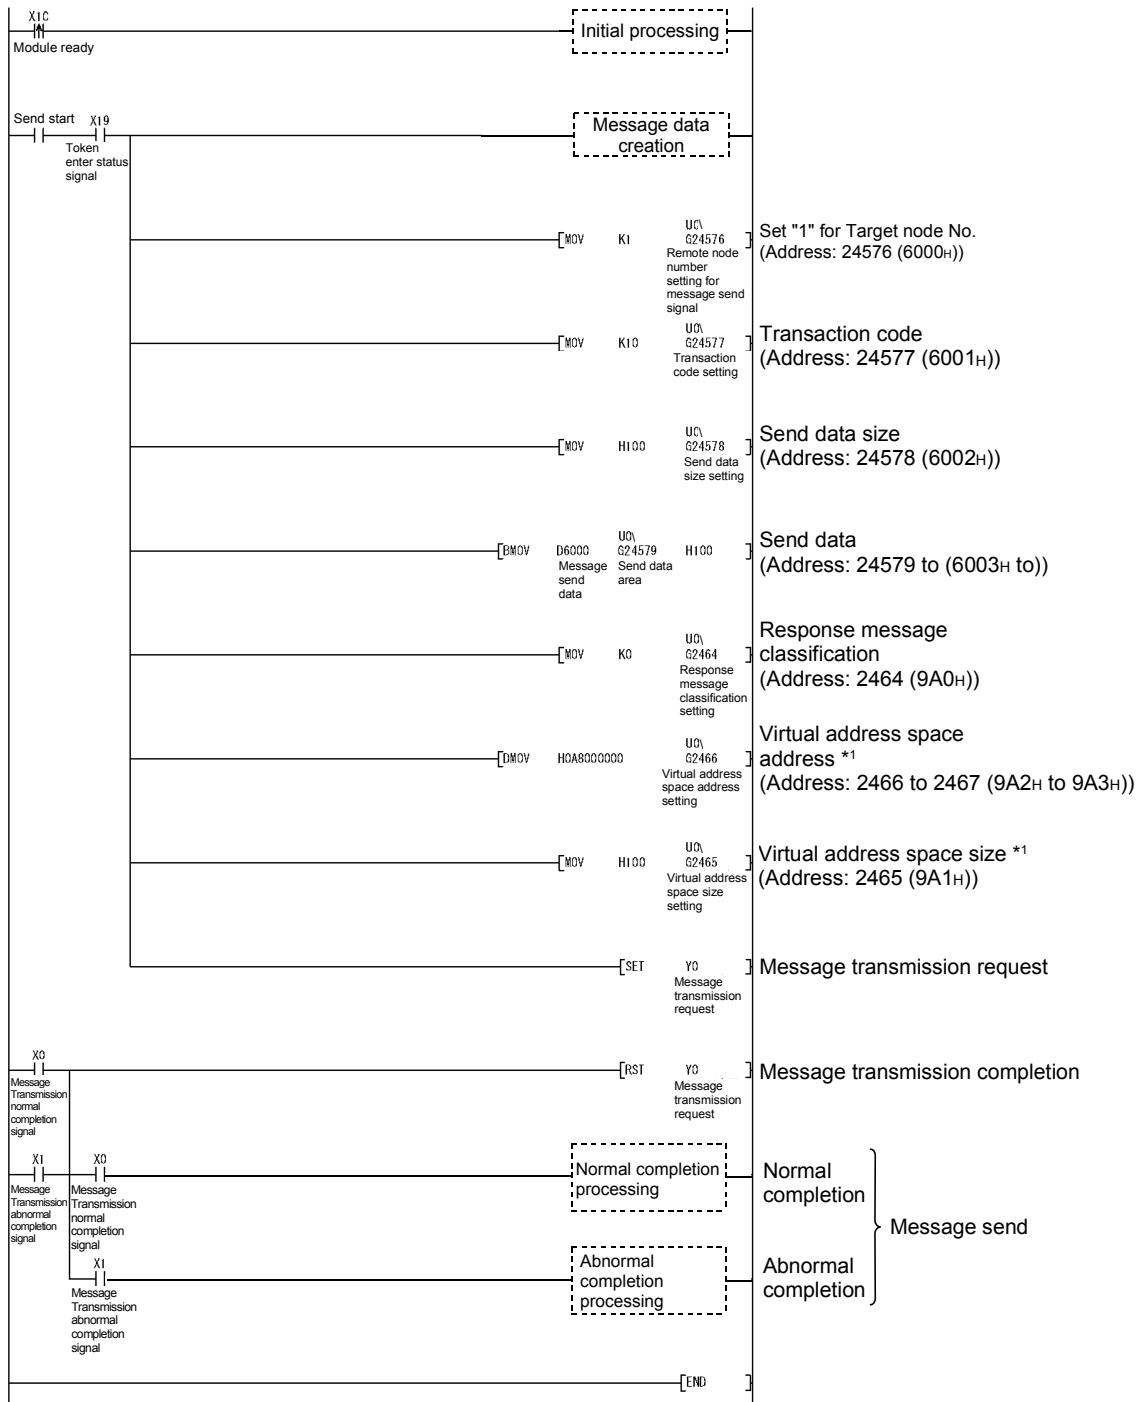 X1C
Module ready
Initial processing
Send start
X19
Token
enter status
signal
Message data
creation
MOV K1 U0\
G24576
Remote node
number
setting for
message send
signal
Set "1" for Target node No.
(Address: 24576 (6000H))
MOV K10 U0\
G24577
Transaction
code setting
Transaction code
(Address: 24577 (6001H))
MOV H100 U0\
G24578
Send data
size setting
Send data size
(Address: 24578 (6002H))
BMOV D6000 U0\
G24579 H100
Message
send
data
Send data
area
Send data
(Address: 24579 to (6003H to))
MOV K0 U0\
G2464
Response
message
classification
setting
Response message
classification
(Address: 2464 (9A0H))
DMOV H0A8000000 U0\
G2466
Virtual address
space address
setting
Virtual address space
address *1
(Address: 2466 to 2467 (9A2H to 9A3H))
MOV H100 U0\
G2465
Virtual address
space size
setting
Virtual address space size *1
(Address: 2465 (9A1H))
SET Y0
Message
transmission
request
Message transmission request
X0
Message
Transmission
normal
completion
signal
RST Y0
Message
transmission
request
Message transmission completion
X1
Message
Transmission
abnormal
completion
signal
X0
Message
Transmission
normal
completion
signal
Normal completion
processing
Normal
completion
Message send
X1
Message
Transmission
abnormal
completion
signal
Abnormal
completion
processing
Abnormal
completion
END